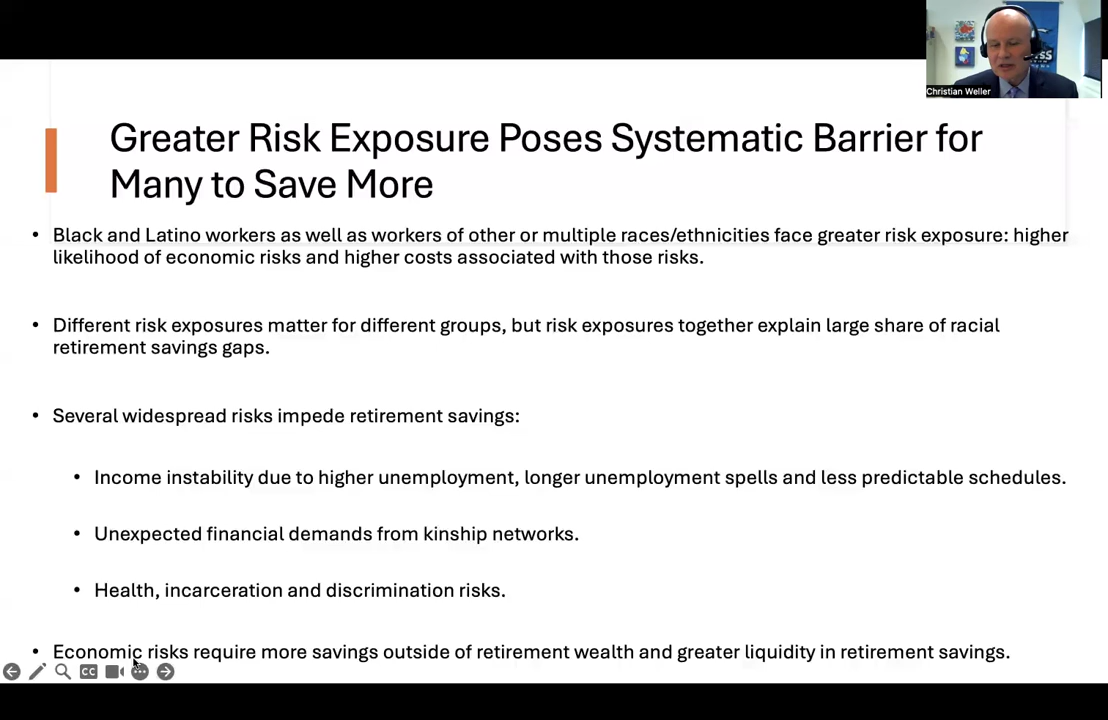 Christian Weller
Greater Risk Exposure Poses Systematic Barrier for
Many to Save More
• Black and Latino workers as well as workers of other or multiple races/ethnicities face greater risk exposure: higher
likelihood of economic risks and higher costs associated with those risks.
• Different risk exposures matter for different groups, but risk exposures together explain large share of racial
retirement savings gaps.
• Several widespread risks impede retirement savings:
• Income instability due to higher unemployment, longer unemployment spells and less predictable schedules.
• Unexpected financial demands from kinship networks.
• Health, incarceration and discrimination risks.
• Economic risks require more savings outside of retirement wealth and greater liquidity in retirement savings.
CC